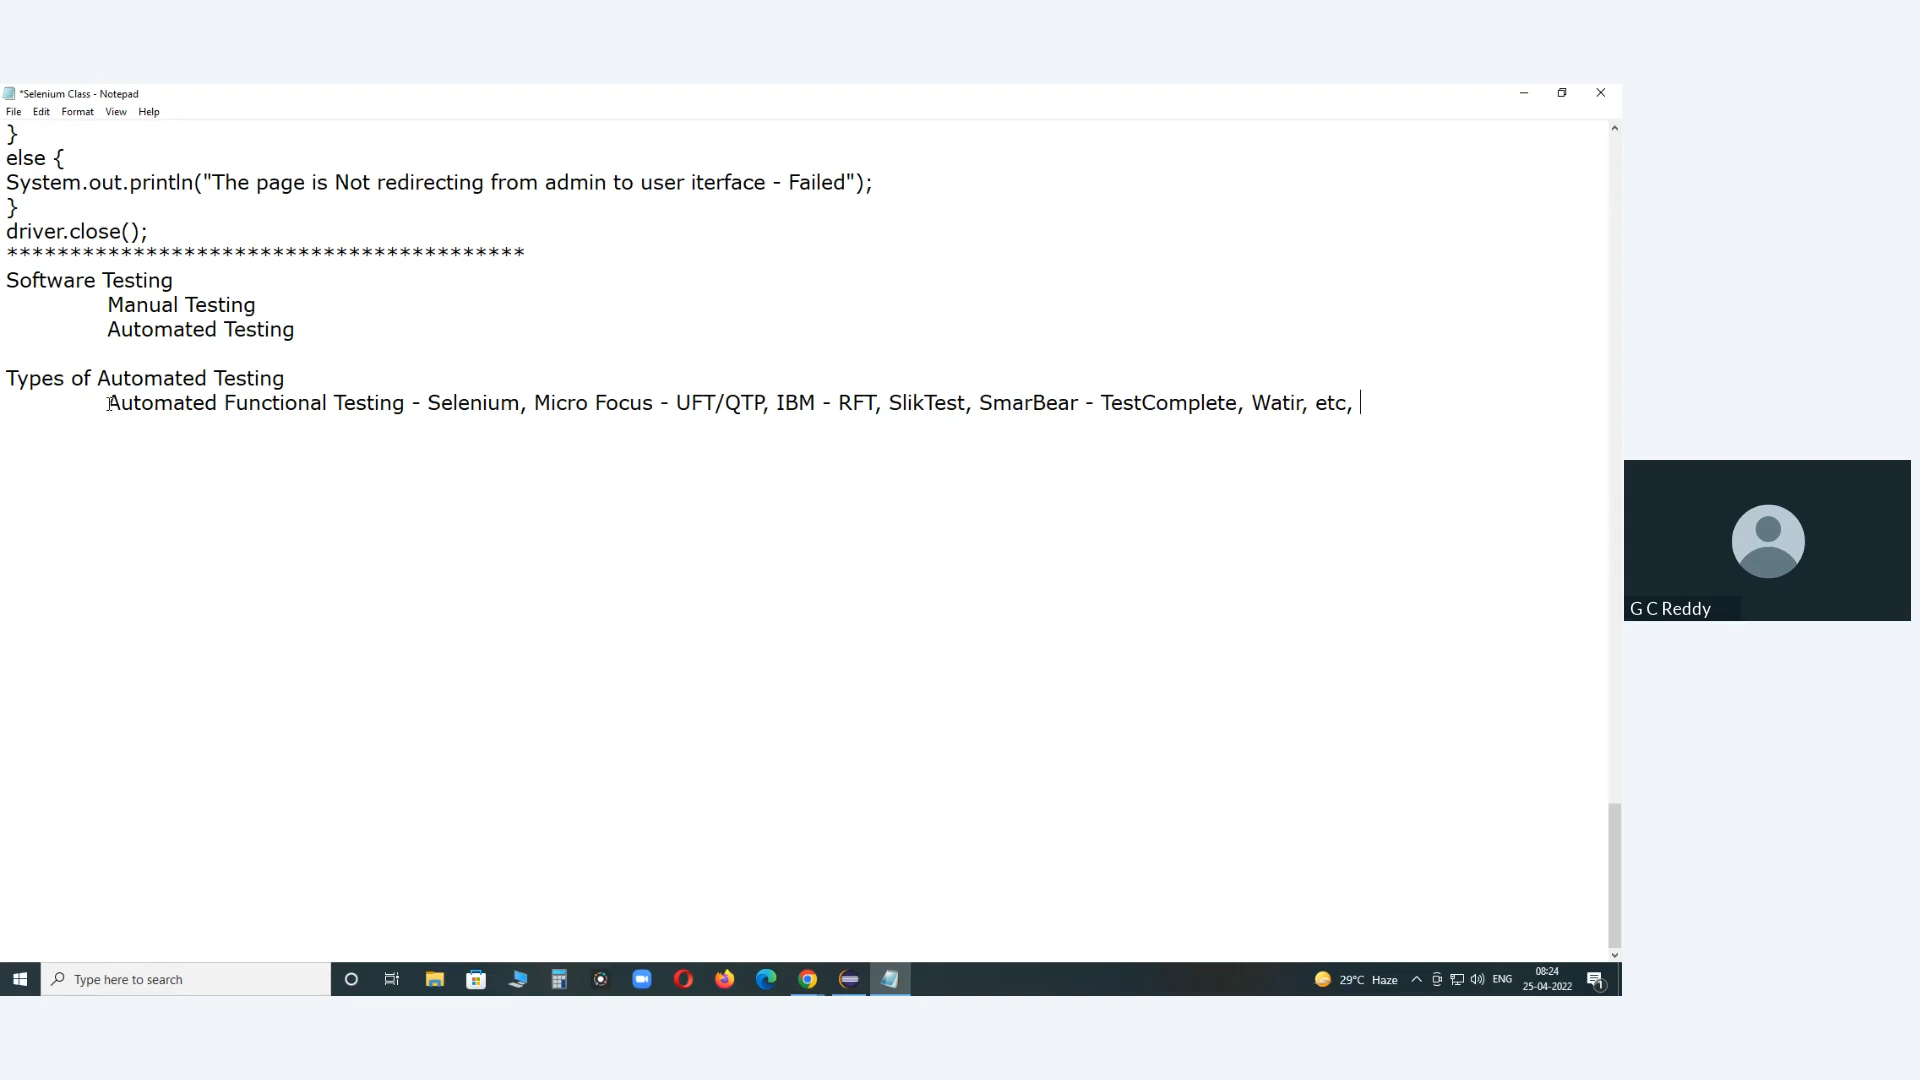 *Selenium Class - Notepad
File Edit Format View Help
}
else {
System.out.println("The page is Not redirecting from admin to user iterface - Failed");
}
driver.close();
*****************************************
Software Testing
Manual Testing
Automated Testing
Types of Automated Testing
Automated Functional Testing - Selenium, Micro Focus - UFT/QTP, IBM - RFT, SlikTest, SmarBear - TestComplete, Watir, etc,
G C Reddy
Type here to search
29°C Haze
ENG
08:24
25-04-2022
1